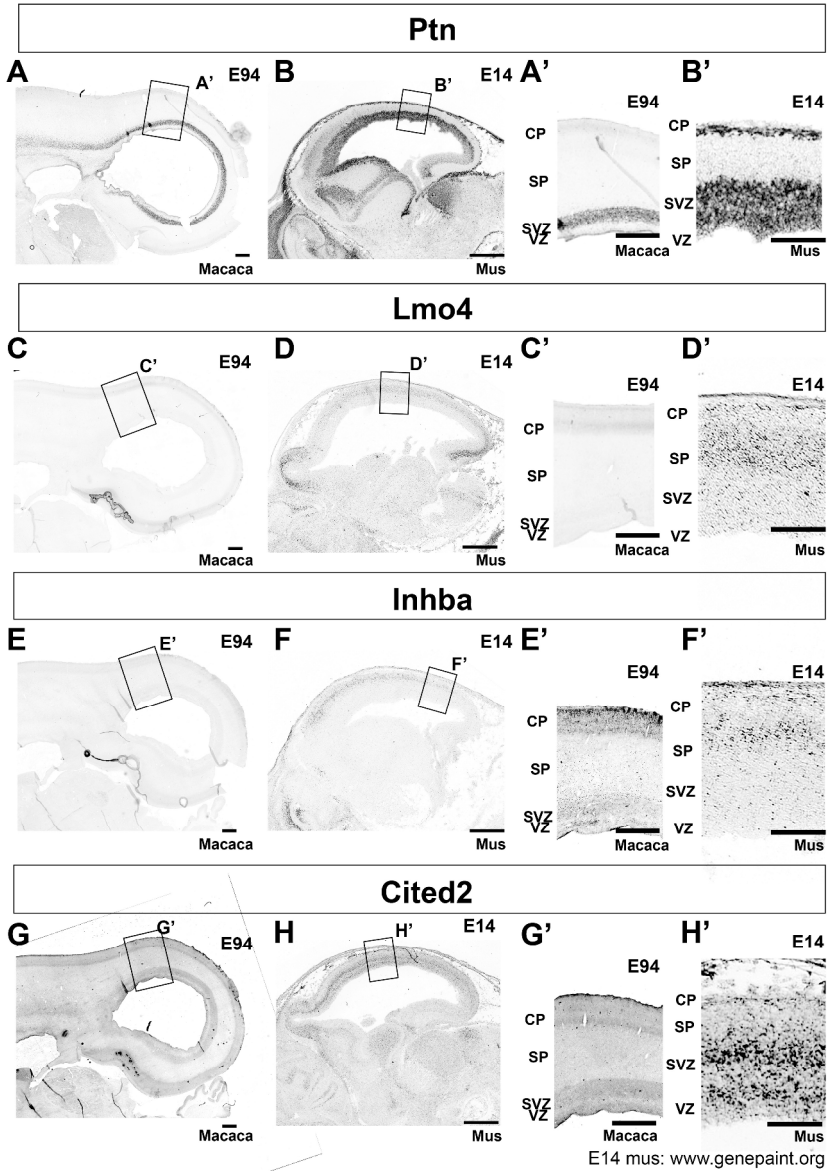 Ptn
A A’ E94 B B’ E14 A’ E94 B’ E14
CP SP SVZ VZ CP SP SVZ VZ
Macaca Mus Macaca Mus
Lmo4
C C’ E94 D D’ E14 C’ E94 D’ E14
CP SP SVZ VZ CP SP SVZ VZ
Macaca Mus Macaca Mus
Inhba
E E’ E94 F F’ E14 E’ E94 F’ E14
CP SP SVZ VZ CP SP SVZ VZ
Macaca Mus Macaca Mus
Cited2
G G’ E94 H H’ E14 G’ E94 H’ E14
CP SP SVZ VZ CP SP SVZ VZ
Macaca Mus Macaca Mus
E14 mus: www.genepaint.org